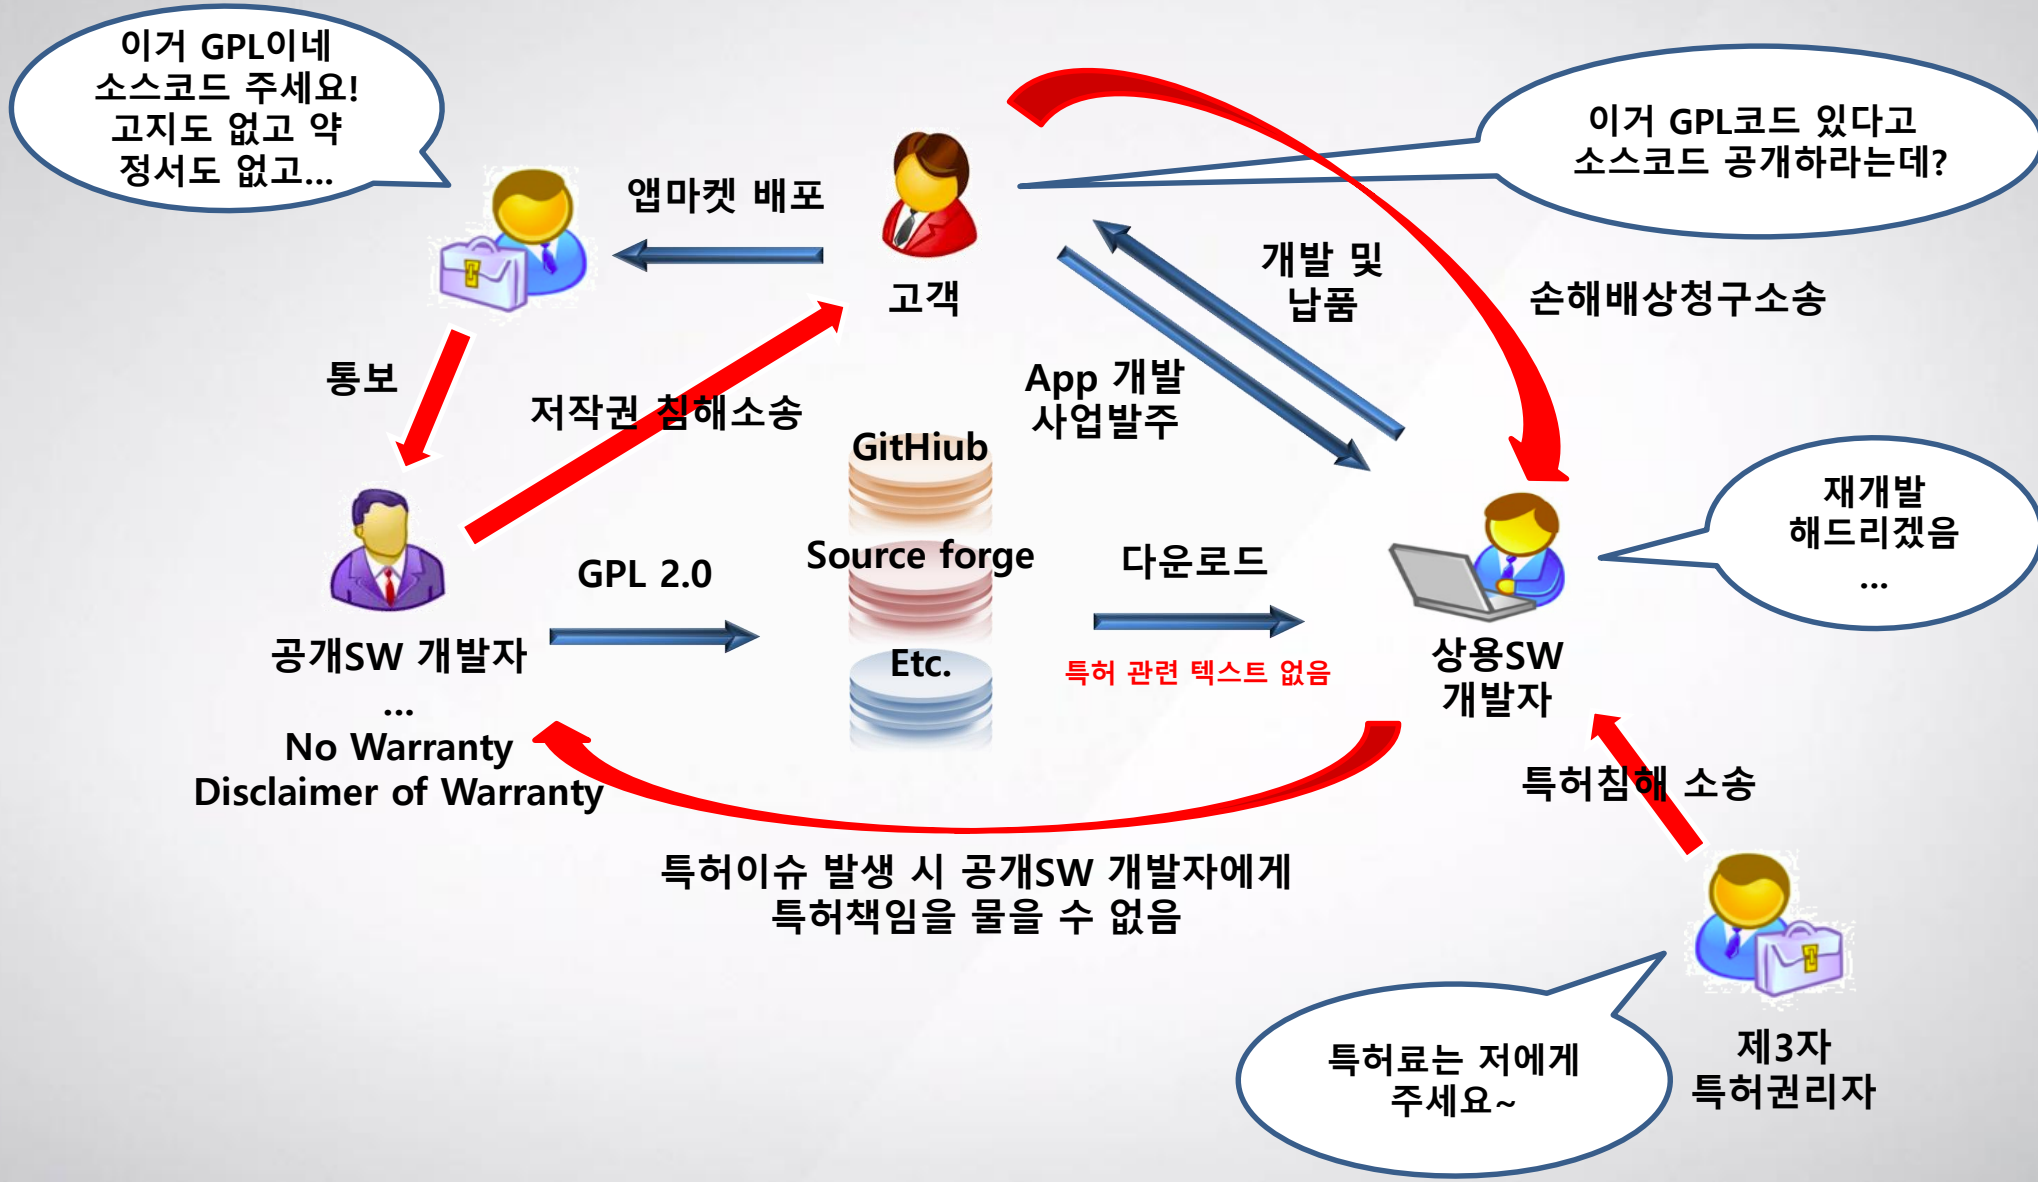 이거 GPL이네
소스코드 주세요!
고지도 없고 약
정서도 없고...
이거 GPL코드 있다고
소스코드 공개하라는데?
앱마켓 배포
고객
개발 및
납품
손해배상청구소송
통보
저작권 침해소송
App 개발
사업발주
GitHiub
Source forge
Etc.
GPL 2.0
다운로드
특허 관련 텍스트 없음
재개발
해드리겠음
...
공개SW 개발자
...
No Warranty
Disclaimer of Warranty
상용SW
개발자
특허침해 소송
특허이슈 발생 시 공개SW 개발자에게
특허책임을 물을 수 없음
특허료는 저에게
주세요~
제3자
특허권리자